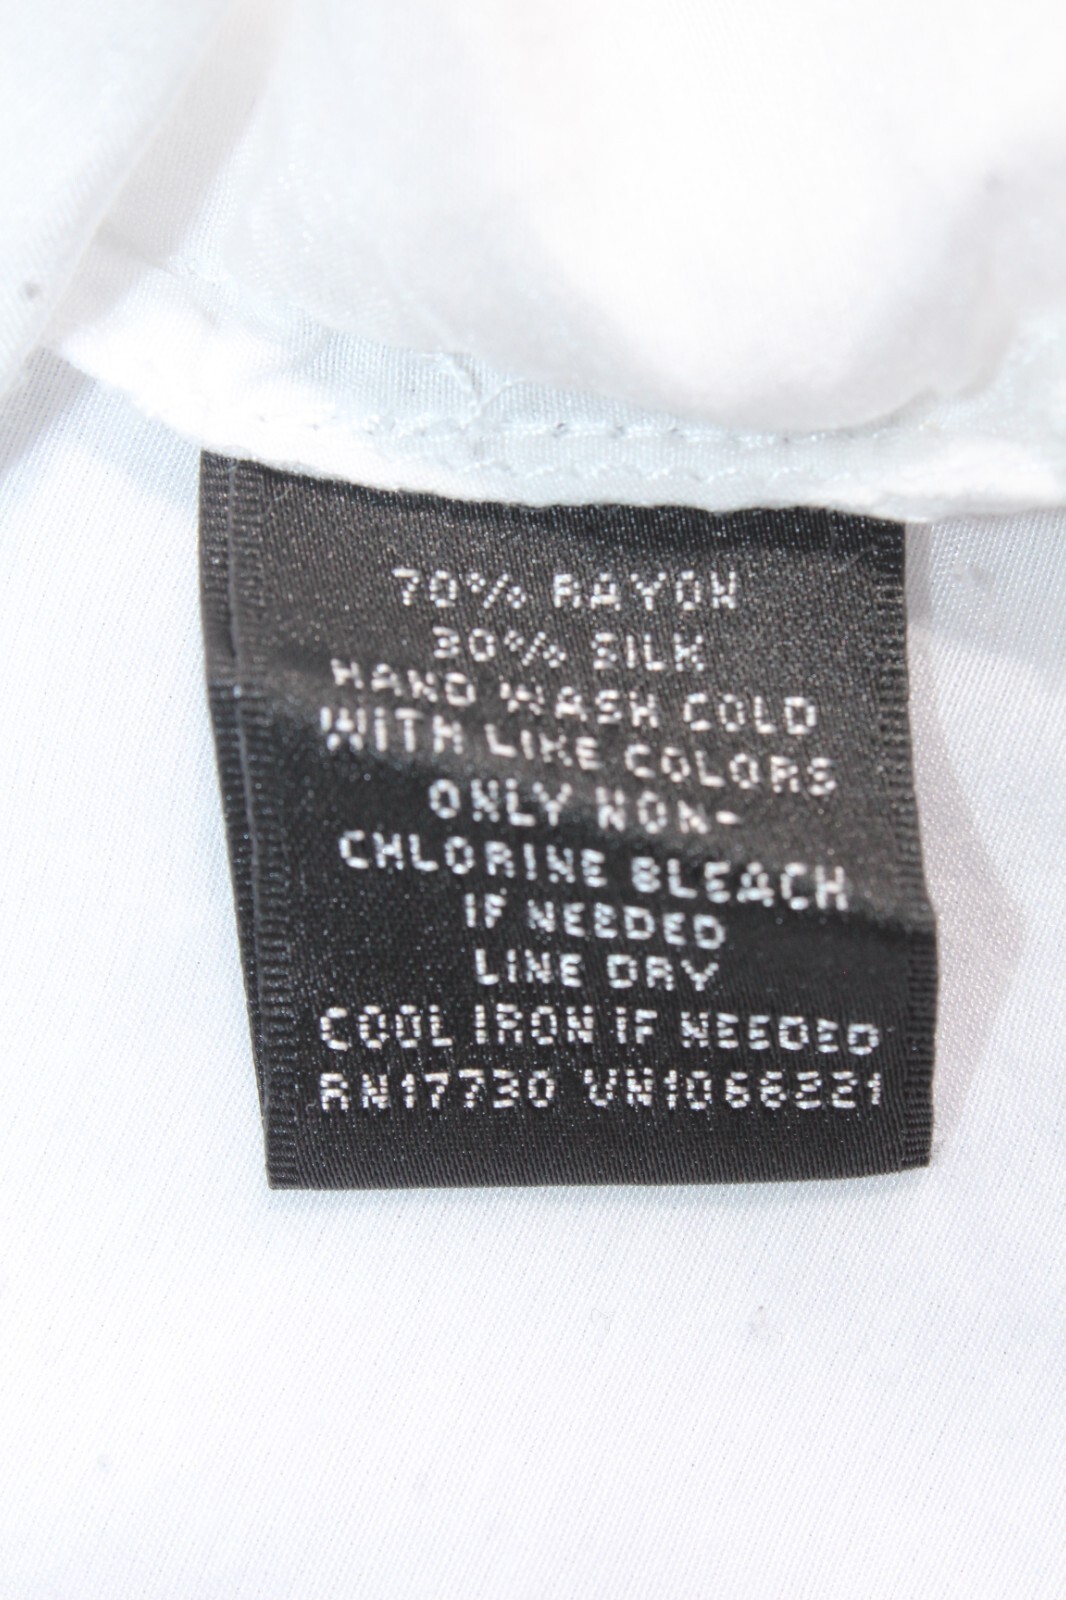 70% RAYON
30% SILK
HAND WASH COLD
WITH LIKE COLORS
ONLY NON-
CHLORINE BLEACH
IF NEEDED
LINE DRY
COOL IRON IF NEEDED
RN17730 VN1066221